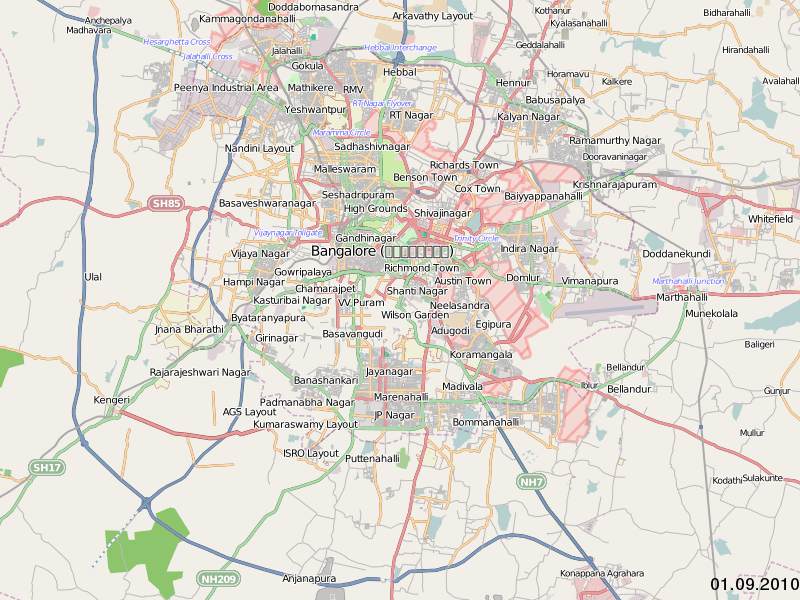 Doddabomasandra
Anchepalya
Kammagondanahalli
Arkavathy Layout
Kothanur
Bidarahalli
Madhavara
Kyalasanahalli
Hesarghetta Cross
Jalahalli
Hebbal Interchange
Geddalahalli
Hirandahalli
Jalahalli Cross
Gokula
Hebbal
Horamavu
Peenya Industrial Area
Mathikere
RMV
Hennur
Kalkere
Avalahalli
Yeshwantpur
RT Nagar Flyover
Babusapalya
RT Nagar
Kalyan Nagar
Maramma Circle
Nandini Layout
Sadhashivnagar
Ramamurthy Nagar
Malleswaram
Richards Town
Dooravaninagar
Benson Town
Seshadripuram
Cox Town
Baiyyappanahalli
Krishnarajapuram
SH85
Basaveshwaranagar
High Grounds
Shivajinagar
Whitefield
Vijaynagar Tollgate
Gandhinagar
Trinity Circle
Vijaya Nagar
Bangalore
Indira Nagar
Doddanekundi
Ulal
Gowripalaya
Richmond Town
Hampi Nagar
Chamarajpet
Shanti Nagar
Austin Town
Domlur
Vimanapura
Marthahalli Junction
Kasturibai Nagar
VV.Puram
Neelasandra
Marthahalli
Byatarayanpura
Wilson Garden
Munekolala
Jnana Bharathi
Girinagar
Basavangudi
Adugodi
Egipura
Baligeri
Koramangala
Rajarajeshwari Nagar
Jayanagar
Bellandur
Banashankari
Madivala
Iblur
Bellandur
Gunjur
Kengeri
Padmanabha Nagar
Marenahalli
AGS Layout
JP Nagar
Kumaraswamy Layout
Bommanahalli
Mullur
ISRO Layout
Puttenahalli
SH17
NH7
Kodathi
Sulakunte
NH209
Anjanapura
Konappana Agrahara
01.09.2010